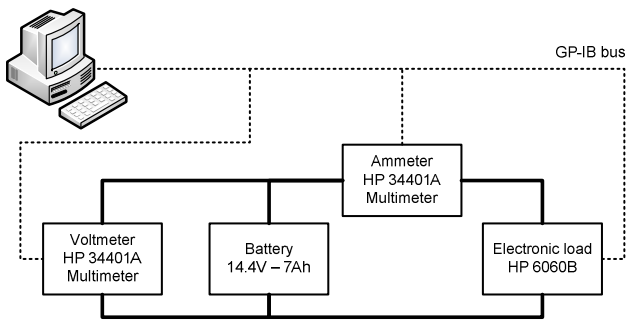 GP-IB bus
Ammeter
HP 34401A
Multimeter
Voltmeter
HP 34401A
Multimeter
Battery
14.4V – 7Ah
Electronic load
HP 6060B